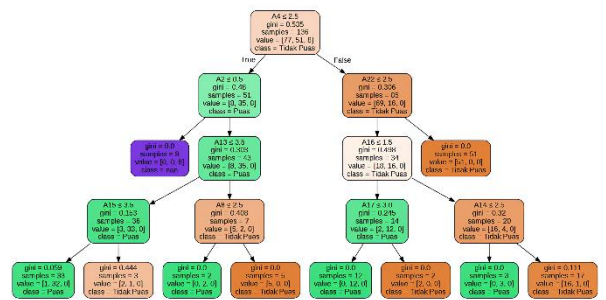 A4 ≤ 2.5
gini = 0.535
samples = 136
value = [77, 51, 8]
class = Tidak Puas
True
False
A2 ≤ 0.5
gini = 0.46
samples = 51
value = [8, 35, 8]
class = Puas
A22 ≤ 2.5
gini = 0.306
samples = 85
value = [69, 16, 0]
class = Tidak Puas
gini = 0.0
samples = 8
value = [0, 0, 8]
A13 ≤ 3.5
gini = 0.303
samples = 43
value = [8, 35, 0]
class = Puas
A16 ≤ 1.5
gini = 0.498
samples = 34
value = [18, 16, 0]
class = Tidak Puas
gini = 0.0
samples = 51
value = [51, 0, 0]
class = Tidak Puas
A15 ≤ 3.5
gini = 0.153
samples = 36
value = [3, 33, 0]
class = Puas
A8 ≤ 2.5
gini = 0.408
samples = 7
value = [5, 2, 0]
class = Tidak Puas
A17 ≤ 3.0
gini = 0.245
samples = 14
value = [2, 12, 0]
class = Puas
A14 ≤ 2.5
gini = 0.32
samples = 20
value = [16, 4, 0]
class = Tidak Puas
gini = 0.059
samples = 33
value = [1, 32, 0]
class = Puas
gini = 0.444
samples = 3
value = [2, 1, 0]
class = Tidak Puas
gini = 0.0
samples = 2
value = [0, 2, 0]
class = Puas
gini = 0.0
samples = 5
value = [5, 0, 0]
class = Tidak Puas
gini = 0.0
samples = 12
value = [0, 12, 0]
class = Puas
gini = 0.0
samples = 2
value = [2, 0, 0]
class = Tidak Puas
gini = 0.0
samples = 3
value = [0, 3, 0]
class = Puas
gini = 0.111
samples = 17
value = [16, 1, 0]
class = Tidak Puas